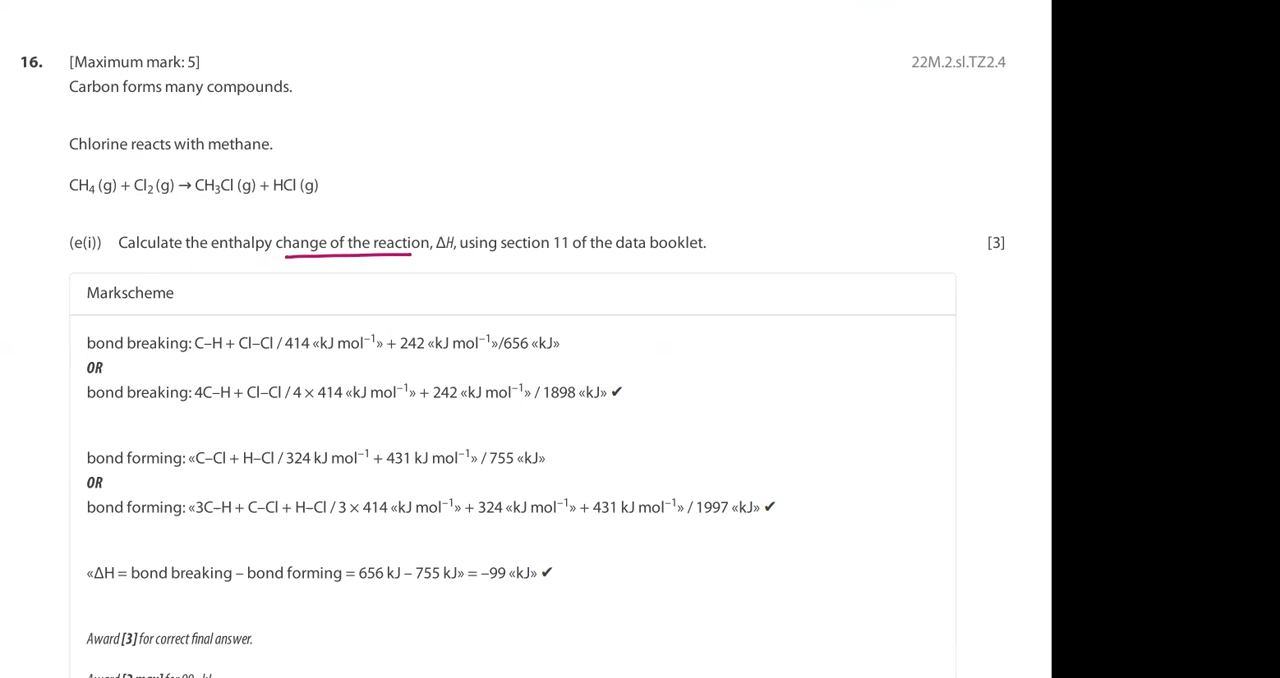 16. [Maximum mark: 5] 22M.2.sl.TZ2.4
Carbon forms many compounds.
Chlorine reacts with methane.
CH₄ (g) + Cl₂ (g) → CH₃Cl (g) + HCl (g)
(e(i)) Calculate the enthalpy change of the reaction, ΔH, using section 11 of the data booklet. [3]
Markscheme
bond breaking: C–H + Cl–Cl / 414 «kJ mol⁻¹» + 242 «kJ mol⁻¹»/656 «kJ»
OR
bond breaking: 4C–H + Cl–Cl / 4 × 414 «kJ mol⁻¹» + 242 «kJ mol⁻¹» / 1898 «kJ» ✔
bond forming: «C–Cl + H–Cl / 324 kJ mol⁻¹ + 431 kJ mol⁻¹» / 755 «kJ»
OR
bond forming: «3C–H + C–Cl + H–Cl / 3 × 414 «kJ mol⁻¹» + 324 «kJ mol⁻¹» + 431 kJ mol⁻¹» / 1997 «kJ» ✔
«ΔH = bond breaking – bond forming = 656 kJ – 755 kJ» = –99 «kJ» ✔
Award [3] for correct final answer.